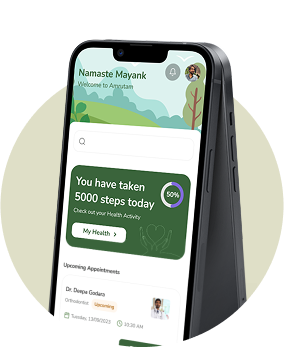 Namaste Mayank
Welcome to Amrutam
You have taken
5000 steps today
50%
Check out your Health Activity
My Health
Upcoming Appointments
Dr. Deepa Godara
Orthodontist Upcoming
Tuesday, 13/09/2023 10:30 AM